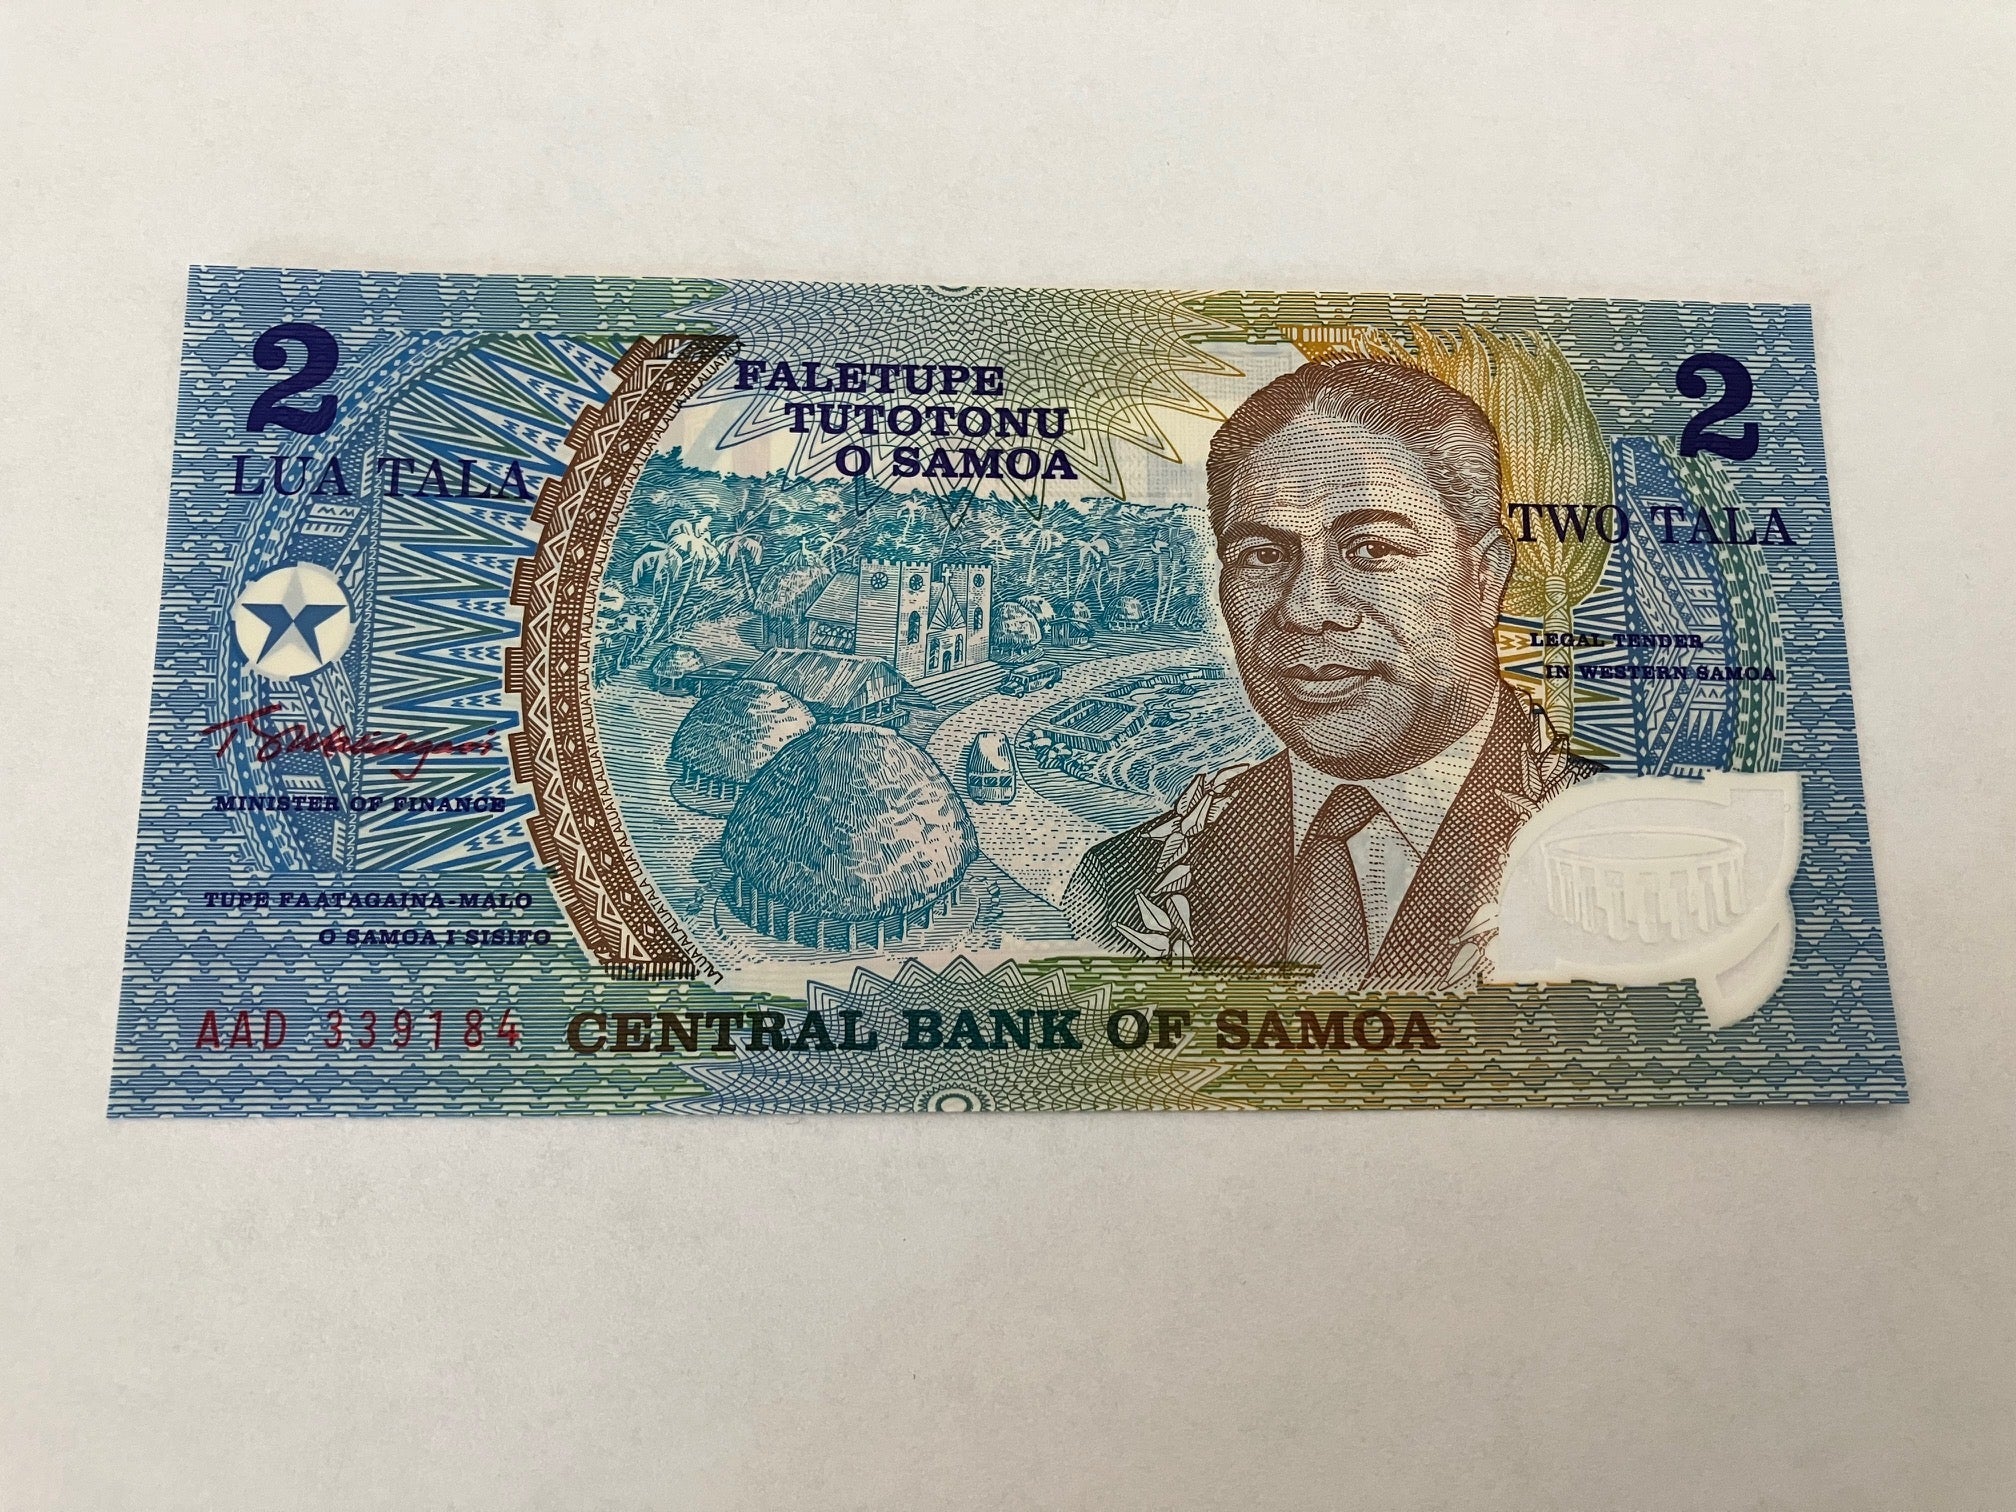 2
LUA TALA
FALETUPE
TUTOTONU
O SAMOA
2
TWO TALA
LEGAL TENDER
IN WESTERN SAMOA
MINISTER OF FINANCE
TUPE FAATAGAINA-MALO
O SAMOA I SISIFO
AAD 339184
CENTRAL BANK OF SAMOA